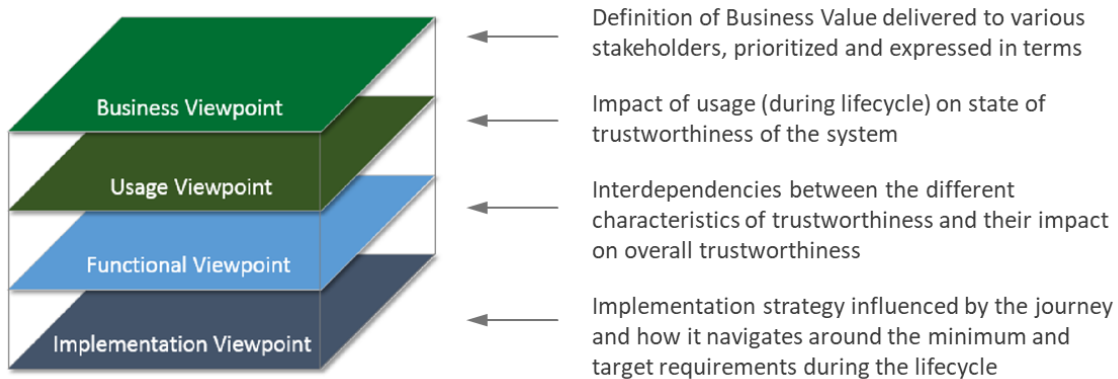 Business Viewpoint
Definition of Business Value delivered to various
stakeholders, prioritized and expressed in terms
Usage Viewpoint
Impact of usage (during lifecycle) on state of
trustworthiness of the system
Functional Viewpoint
Interdependencies between the different
characteristics of trustworthiness and their impact
on overall trustworthiness
Implementation Viewpoint
Implementation strategy influenced by the journey
and how it navigates around the minimum and
target requirements during the lifecycle